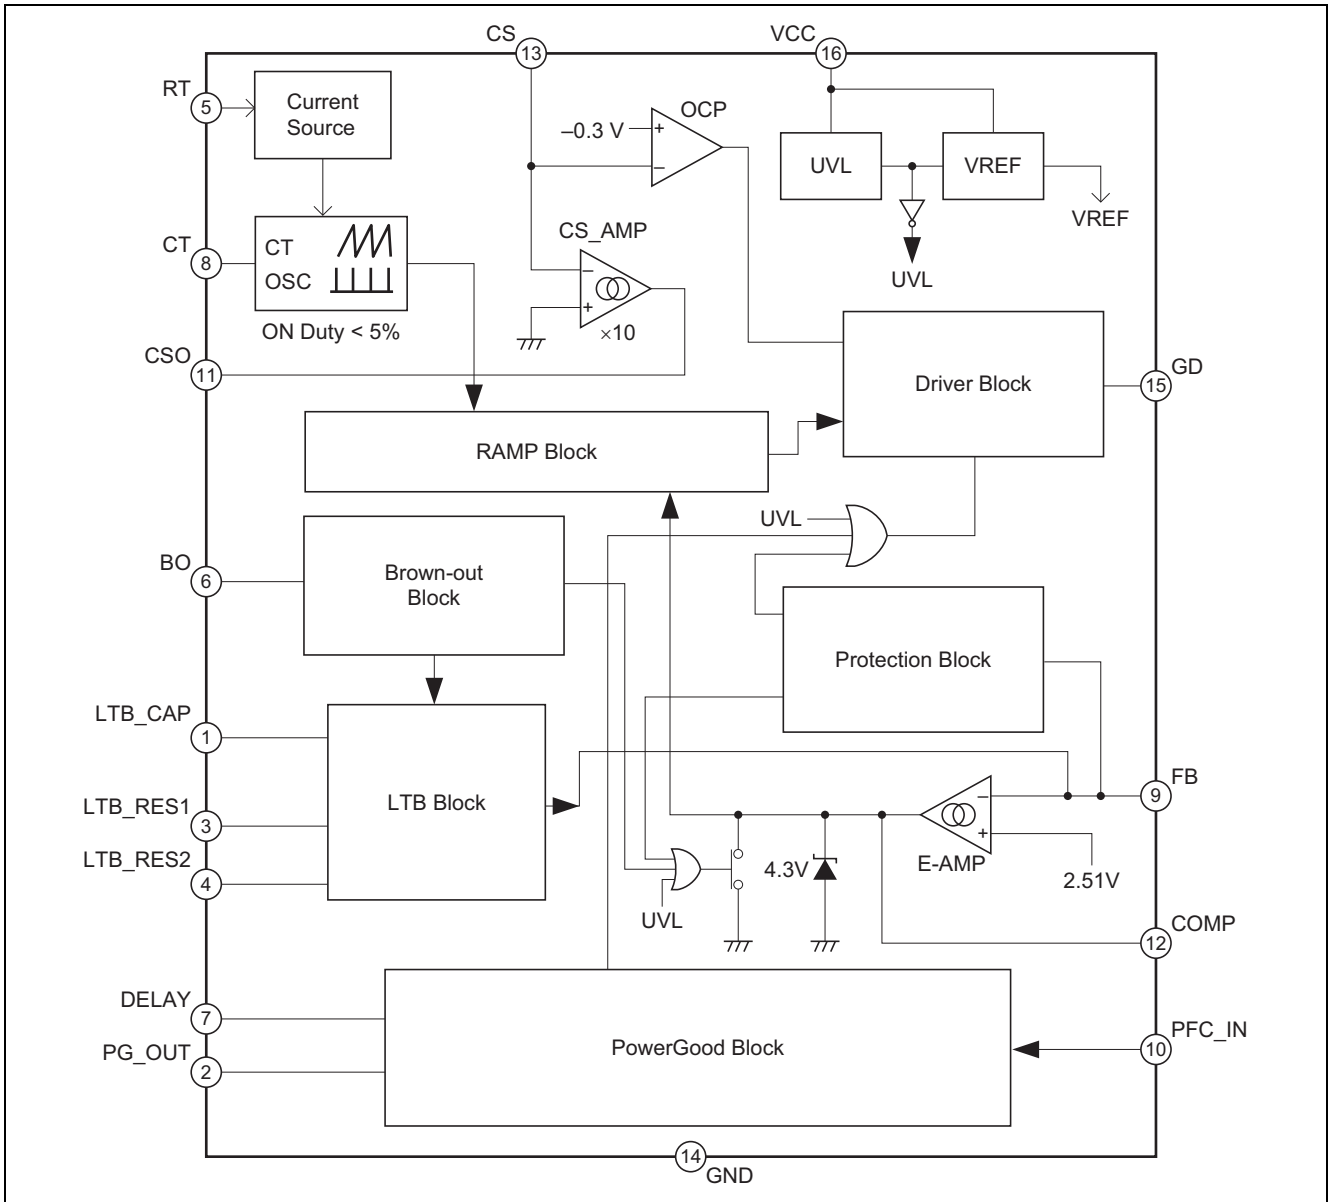 CS
13
VCC
16
RT
5
Current
Source
–0.3 V
+
–
OCP
UVL
VREF
VREF
UVL
CT
8
CT
OSC
ON Duty < 5%
CS_AMP
–
+
×10
CSO
11
Driver Block
GD
15
RAMP Block
UVL
BO
6
Brown-out
Block
Protection Block
LTB_CAP
1
LTB_RES1
3
LTB_RES2
4
LTB Block
FB
9
–
+
E-AMP
2.51V
4.3V
UVL
COMP
12
DELAY
7
PG_OUT
2
PowerGood Block
PFC_IN
10
14
GND